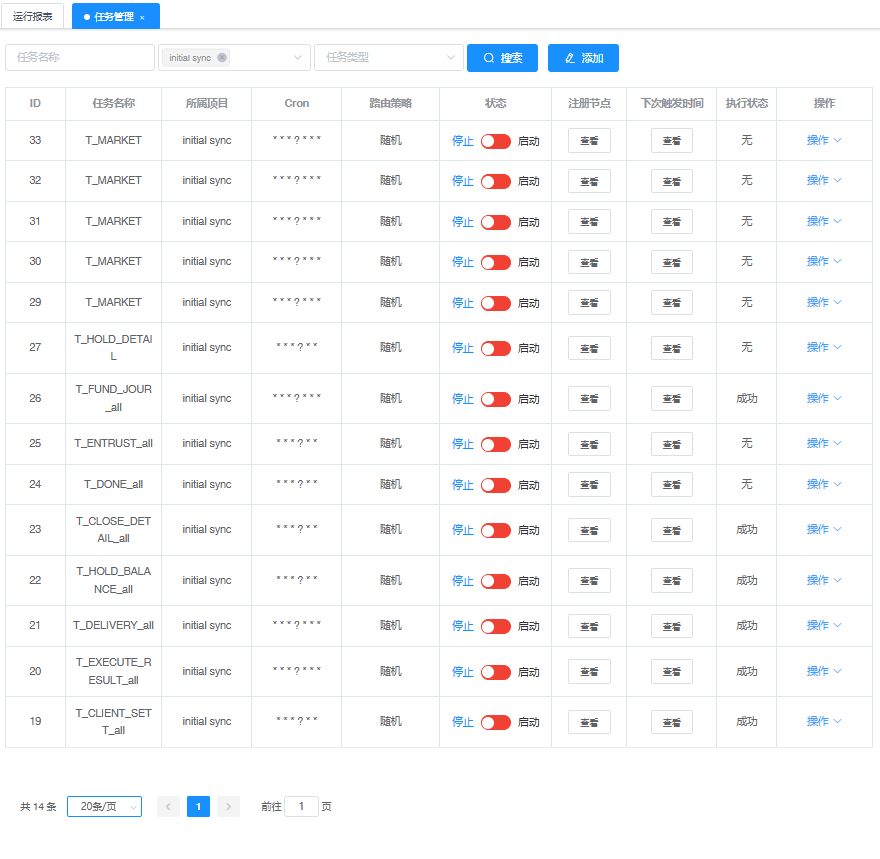 运行报表 任务管理 ×
任务名称 initial sync 任务类型 搜索 添加
ID 任务名称 所属项目 Cron 路由策略 状态 注册节点 下次触发时间 执行状态 操作
33 T_MARKET initial sync * * * ? * * * 随机 停止 启动 查看 查看 无 操作
32 T_MARKET initial sync * * * ? * * * 随机 停止 启动 查看 查看 无 操作
31 T_MARKET initial sync * * * ? * * * 随机 停止 启动 查看 查看 无 操作
30 T_MARKET initial sync * * * ? * * * 随机 停止 启动 查看 查看 无 操作
29 T_MARKET initial sync * * * ? * * * 随机 停止 启动 查看 查看 无 操作
27 T_HOLD_DETAI
L initial sync * * * ? * * 随机 停止 启动 查看 查看 无 操作
26 T_FUND_JOUR
_all initial sync * * * ? * * * 随机 停止 启动 查看 查看 成功 操作
25 T_ENTRUST_all initial sync * * * ? * * 随机 停止 启动 查看 查看 无 操作
24 T_DONE_all initial sync * * * ? * * 随机 停止 启动 查看 查看 无 操作
23 T_CLOSE_DET
AIL_all initial sync * * * ? * * 随机 停止 启动 查看 查看 成功 操作
22 T_HOLD_BALA
NCE_all initial sync * * * ? * * 随机 停止 启动 查看 查看 成功 操作
21 T_DELIVERY_all initial sync * * * ? * * * 随机 停止 启动 查看 查看 成功 操作
20 T_EXECUTE_R
ESULT_all initial sync * * * ? * * * 随机 停止 启动 查看 查看 成功 操作
19 T_CLIENT_SET
T_all initial sync * * * ? * * 随机 停止 启动 查看 查看 成功 操作
共 14 条 20条/页 1 前往 1 页